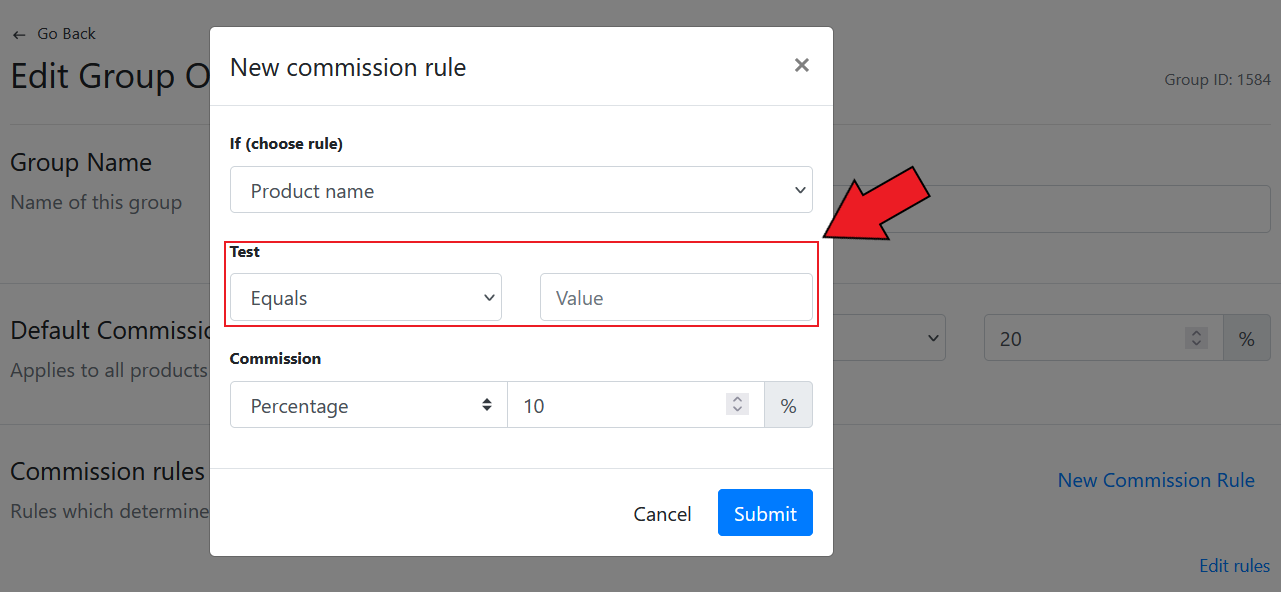 ← Go Back
Edit Group O
Group ID: 1584
Group Name
Name of this group
Default Commissio
Applies to all products
20 %
Commission rules
Rules which determine
New Commission Rule
Edit rules
New commission rule ×
If (choose rule)
Product name
Test
Equals Value
Commission
Percentage 10 %
Cancel Submit